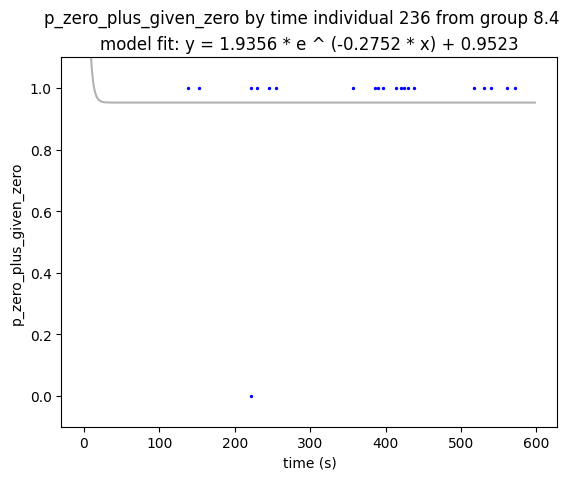 p_zero_plus_given_zero by time individual 236 from group 8.4
model fit: y = 1.9356 * e ^ (-0.2752 * x) + 0.9523
p_zero_plus_given_zero
1.0
0.8
0.6
0.4
0.2
0.0
0 100 200 300 400 500 600
time (s)